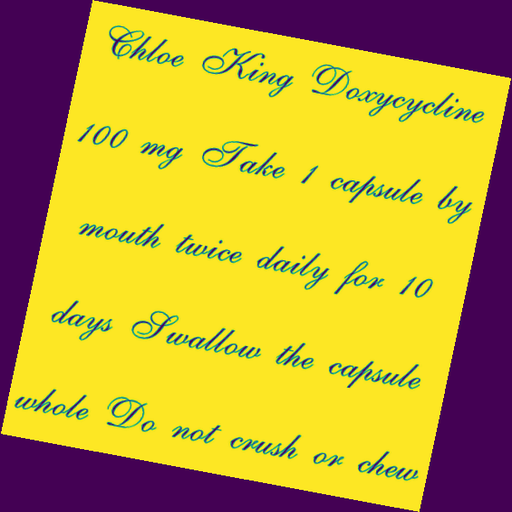 Chloe King Doxycycline
100 mg Take 1 capsule by
mouth twice daily for 10
days Swallow the capsule
whole Do not crush or chew